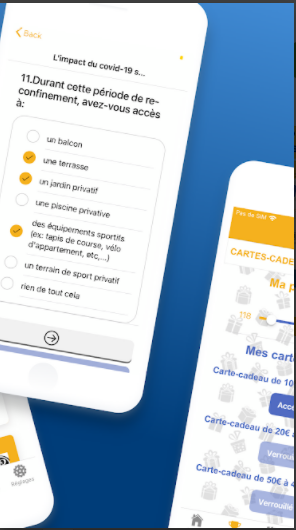 Back
L'impact du covid-19 s...
11.Durant cette période de re-
confinement, avez-vous accès
à:
un balcon
une terrasse
un jardin privatif
une piscine privative
des équipements sportifs
(ex: tapis de course, vélo
d'appartement, etc,...)
un terrain de sport privatif
rien de tout cela
Réglages
Pas de SIM
CARTES-CADE
Ma p
118
Mes cart
Carte-cadeau de 10
Acce
Carte-cadeau de 20€
Verroui
Carte-cadeau de 50€ à
Verrouillé